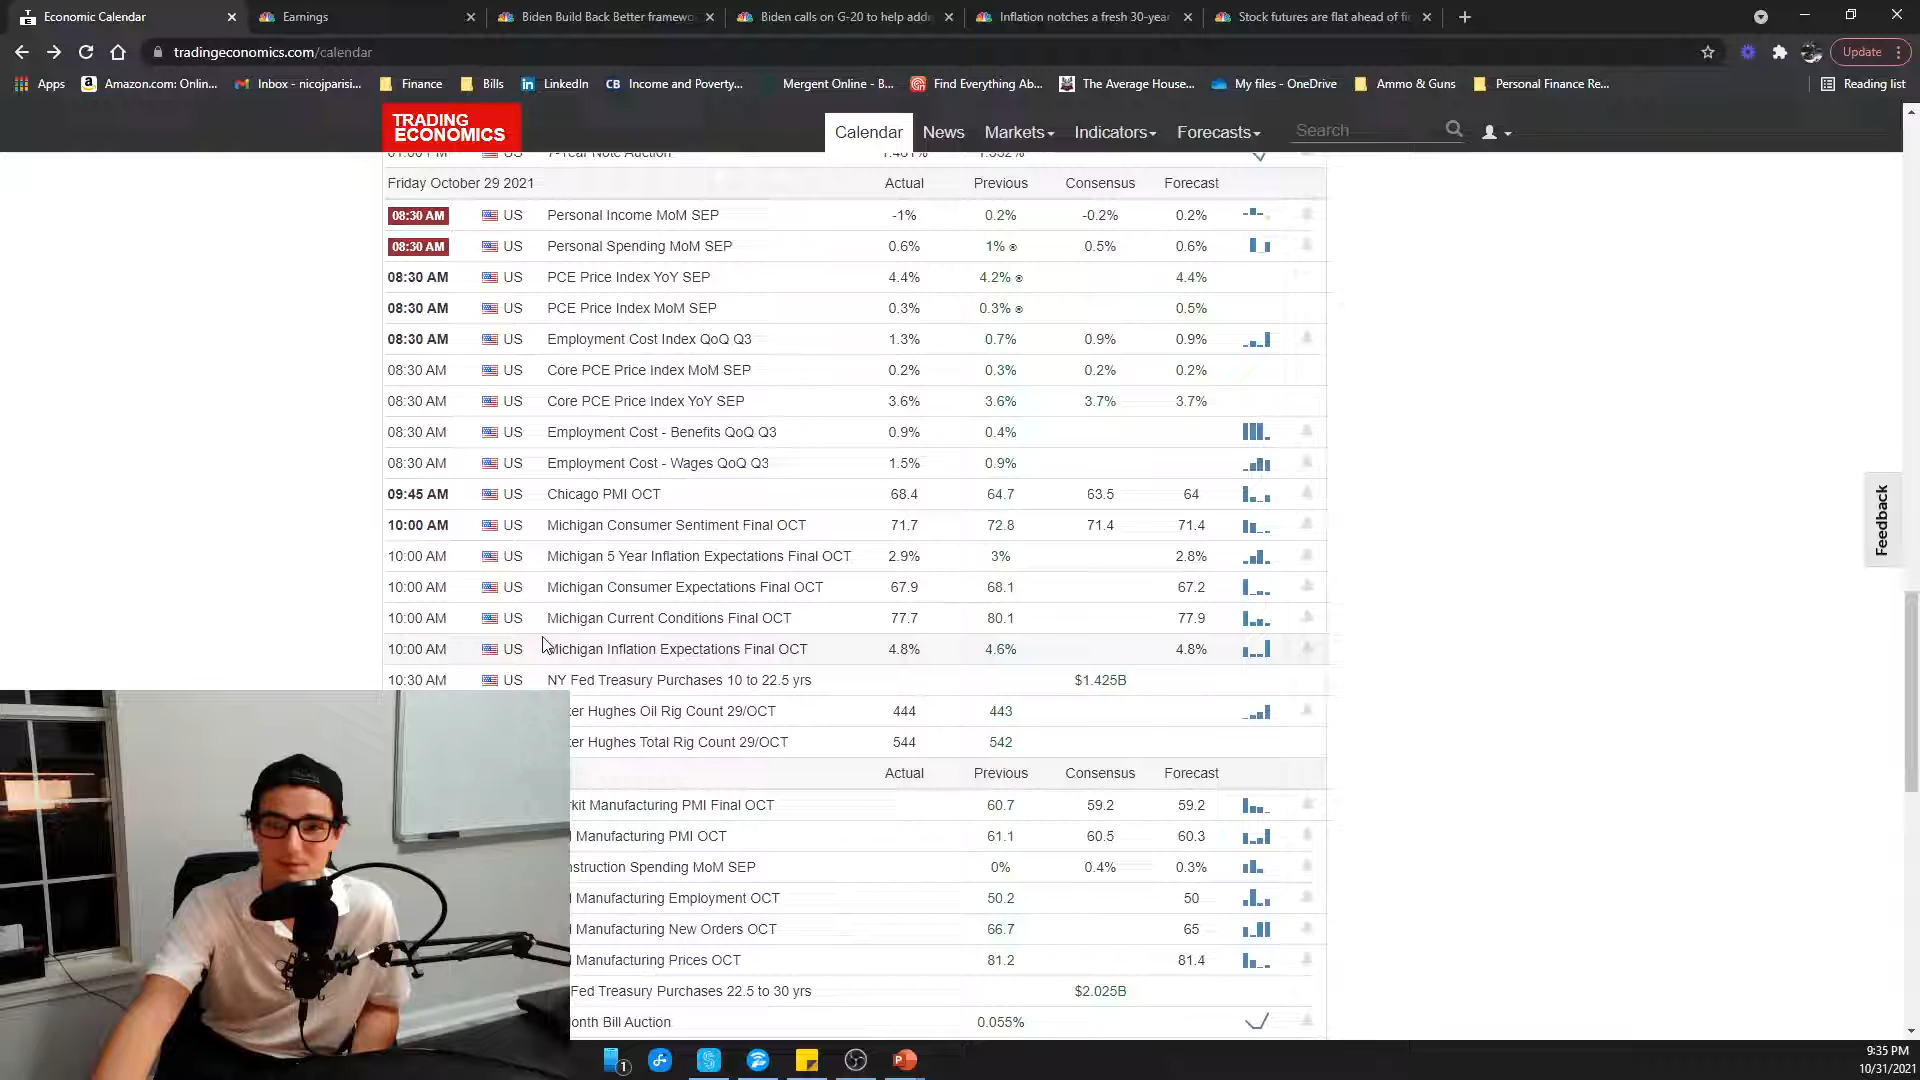 Economic Calendar
Earnings
Biden Build Back Better framewo
Biden calls on G-20 to help addr
Inflation notches a fresh 30-year
Stock futures are flat ahead of fi
tradingeconomics.com/calendar
Update
Apps
Amazon.com: Onlin...
Inbox - nicojparisi...
Finance
Bills
LinkedIn
CB Income and Poverty...
Mergent Online - B...
Find Everything Ab...
The Average House...
My files - OneDrive
Ammo & Guns
Personal Finance Re...
Reading list
TRADING
ECONOMICS
Calendar News Markets Indicators Forecasts Search
01:00 PM US 7-Year Note Auction 1.461% 1.332%
Friday October 29 2021 Actual Previous Consensus Forecast
08:30 AM US Personal Income MoM SEP -1% 0.2% -0.2% 0.2%
08:30 AM US Personal Spending MoM SEP 0.6% 1% ® 0.5% 0.6%
08:30 AM US PCE Price Index YoY SEP 4.4% 4.2% ® 4.4%
08:30 AM US PCE Price Index MoM SEP 0.3% 0.3% ® 0.5%
08:30 AM US Employment Cost Index QoQ Q3 1.3% 0.7% 0.9% 0.9%
08:30 AM US Core PCE Price Index MoM SEP 0.2% 0.3% 0.2% 0.2%
08:30 AM US Core PCE Price Index YoY SEP 3.6% 3.6% 3.7% 3.7%
08:30 AM US Employment Cost - Benefits QoQ Q3 0.9% 0.4%
08:30 AM US Employment Cost - Wages QoQ Q3 1.5% 0.9%
09:45 AM US Chicago PMI OCT 68.4 64.7 63.5 64
10:00 AM US Michigan Consumer Sentiment Final OCT 71.7 72.8 71.4 71.4
10:00 AM US Michigan 5 Year Inflation Expectations Final OCT 2.9% 3% 2.8%
10:00 AM US Michigan Consumer Expectations Final OCT 67.9 68.1 67.2
10:00 AM US Michigan Current Conditions Final OCT 77.7 80.1 77.9
10:00 AM US Michigan Inflation Expectations Final OCT 4.8% 4.6% 4.8%
10:30 AM US NY Fed Treasury Purchases 10 to 22.5 yrs $1.425B
ker Hughes Oil Rig Count 29/OCT 444 443
ker Hughes Total Rig Count 29/OCT 544 542
Actual Previous Consensus Forecast
rkit Manufacturing PMI Final OCT 60.7 59.2 59.2
Manufacturing PMI OCT 61.1 60.5 60.3
nstruction Spending MoM SEP 0% 0.4% 0.3%
Manufacturing Employment OCT 50.2 50
Manufacturing New Orders OCT 66.7 65
Manufacturing Prices OCT 81.2 81.4
Fed Treasury Purchases 22.5 to 30 yrs $2.025B
onth Bill Auction 0.055%
Feedback
1
9:35 PM
10/31/2021